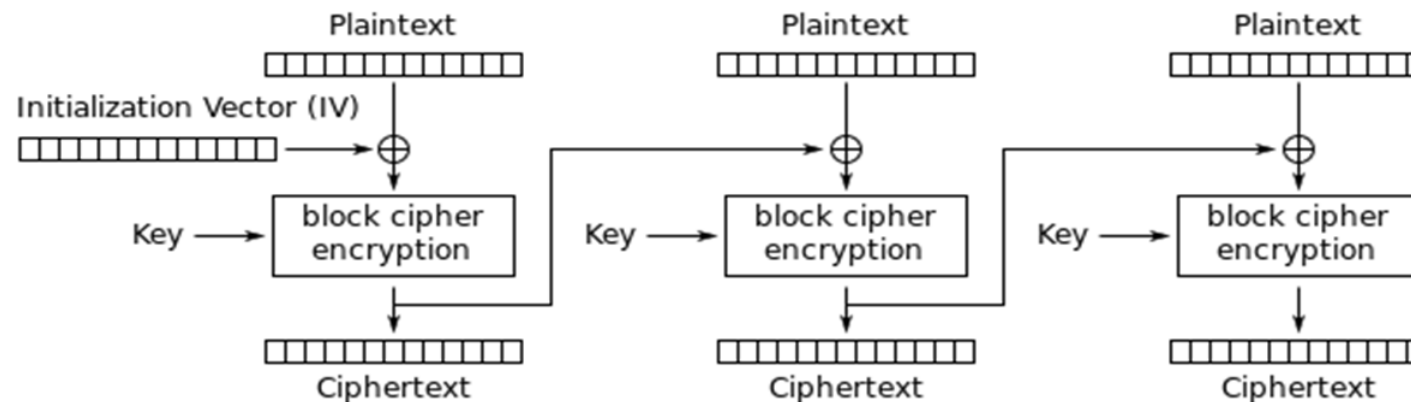 Plaintext
Plaintext
Plaintext
Initialization Vector (IV)
Key
block cipher
encryption
Key
block cipher
encryption
Key
block cipher
encryption
Ciphertext
Ciphertext
Ciphertext